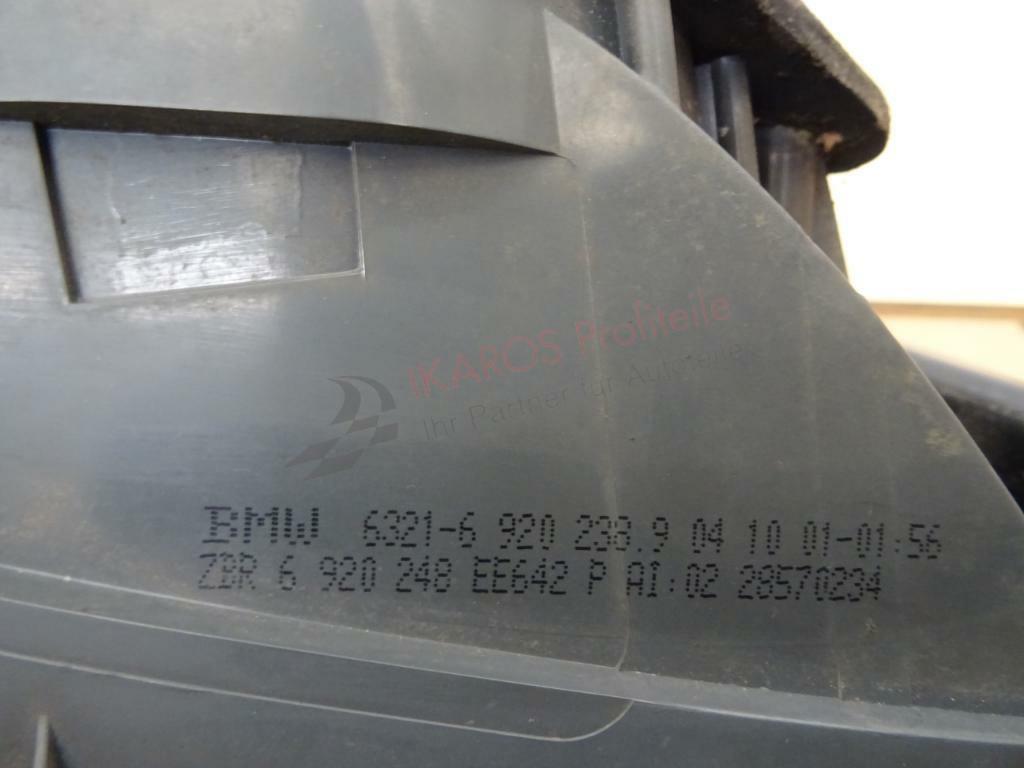 IKAROS Profiteile
Ihr Partner für Autoteile
BMW 6321-6 920 238.9 04 10 01-01:56
ZBR 6 920 248 EE642 P AI:02 28570234